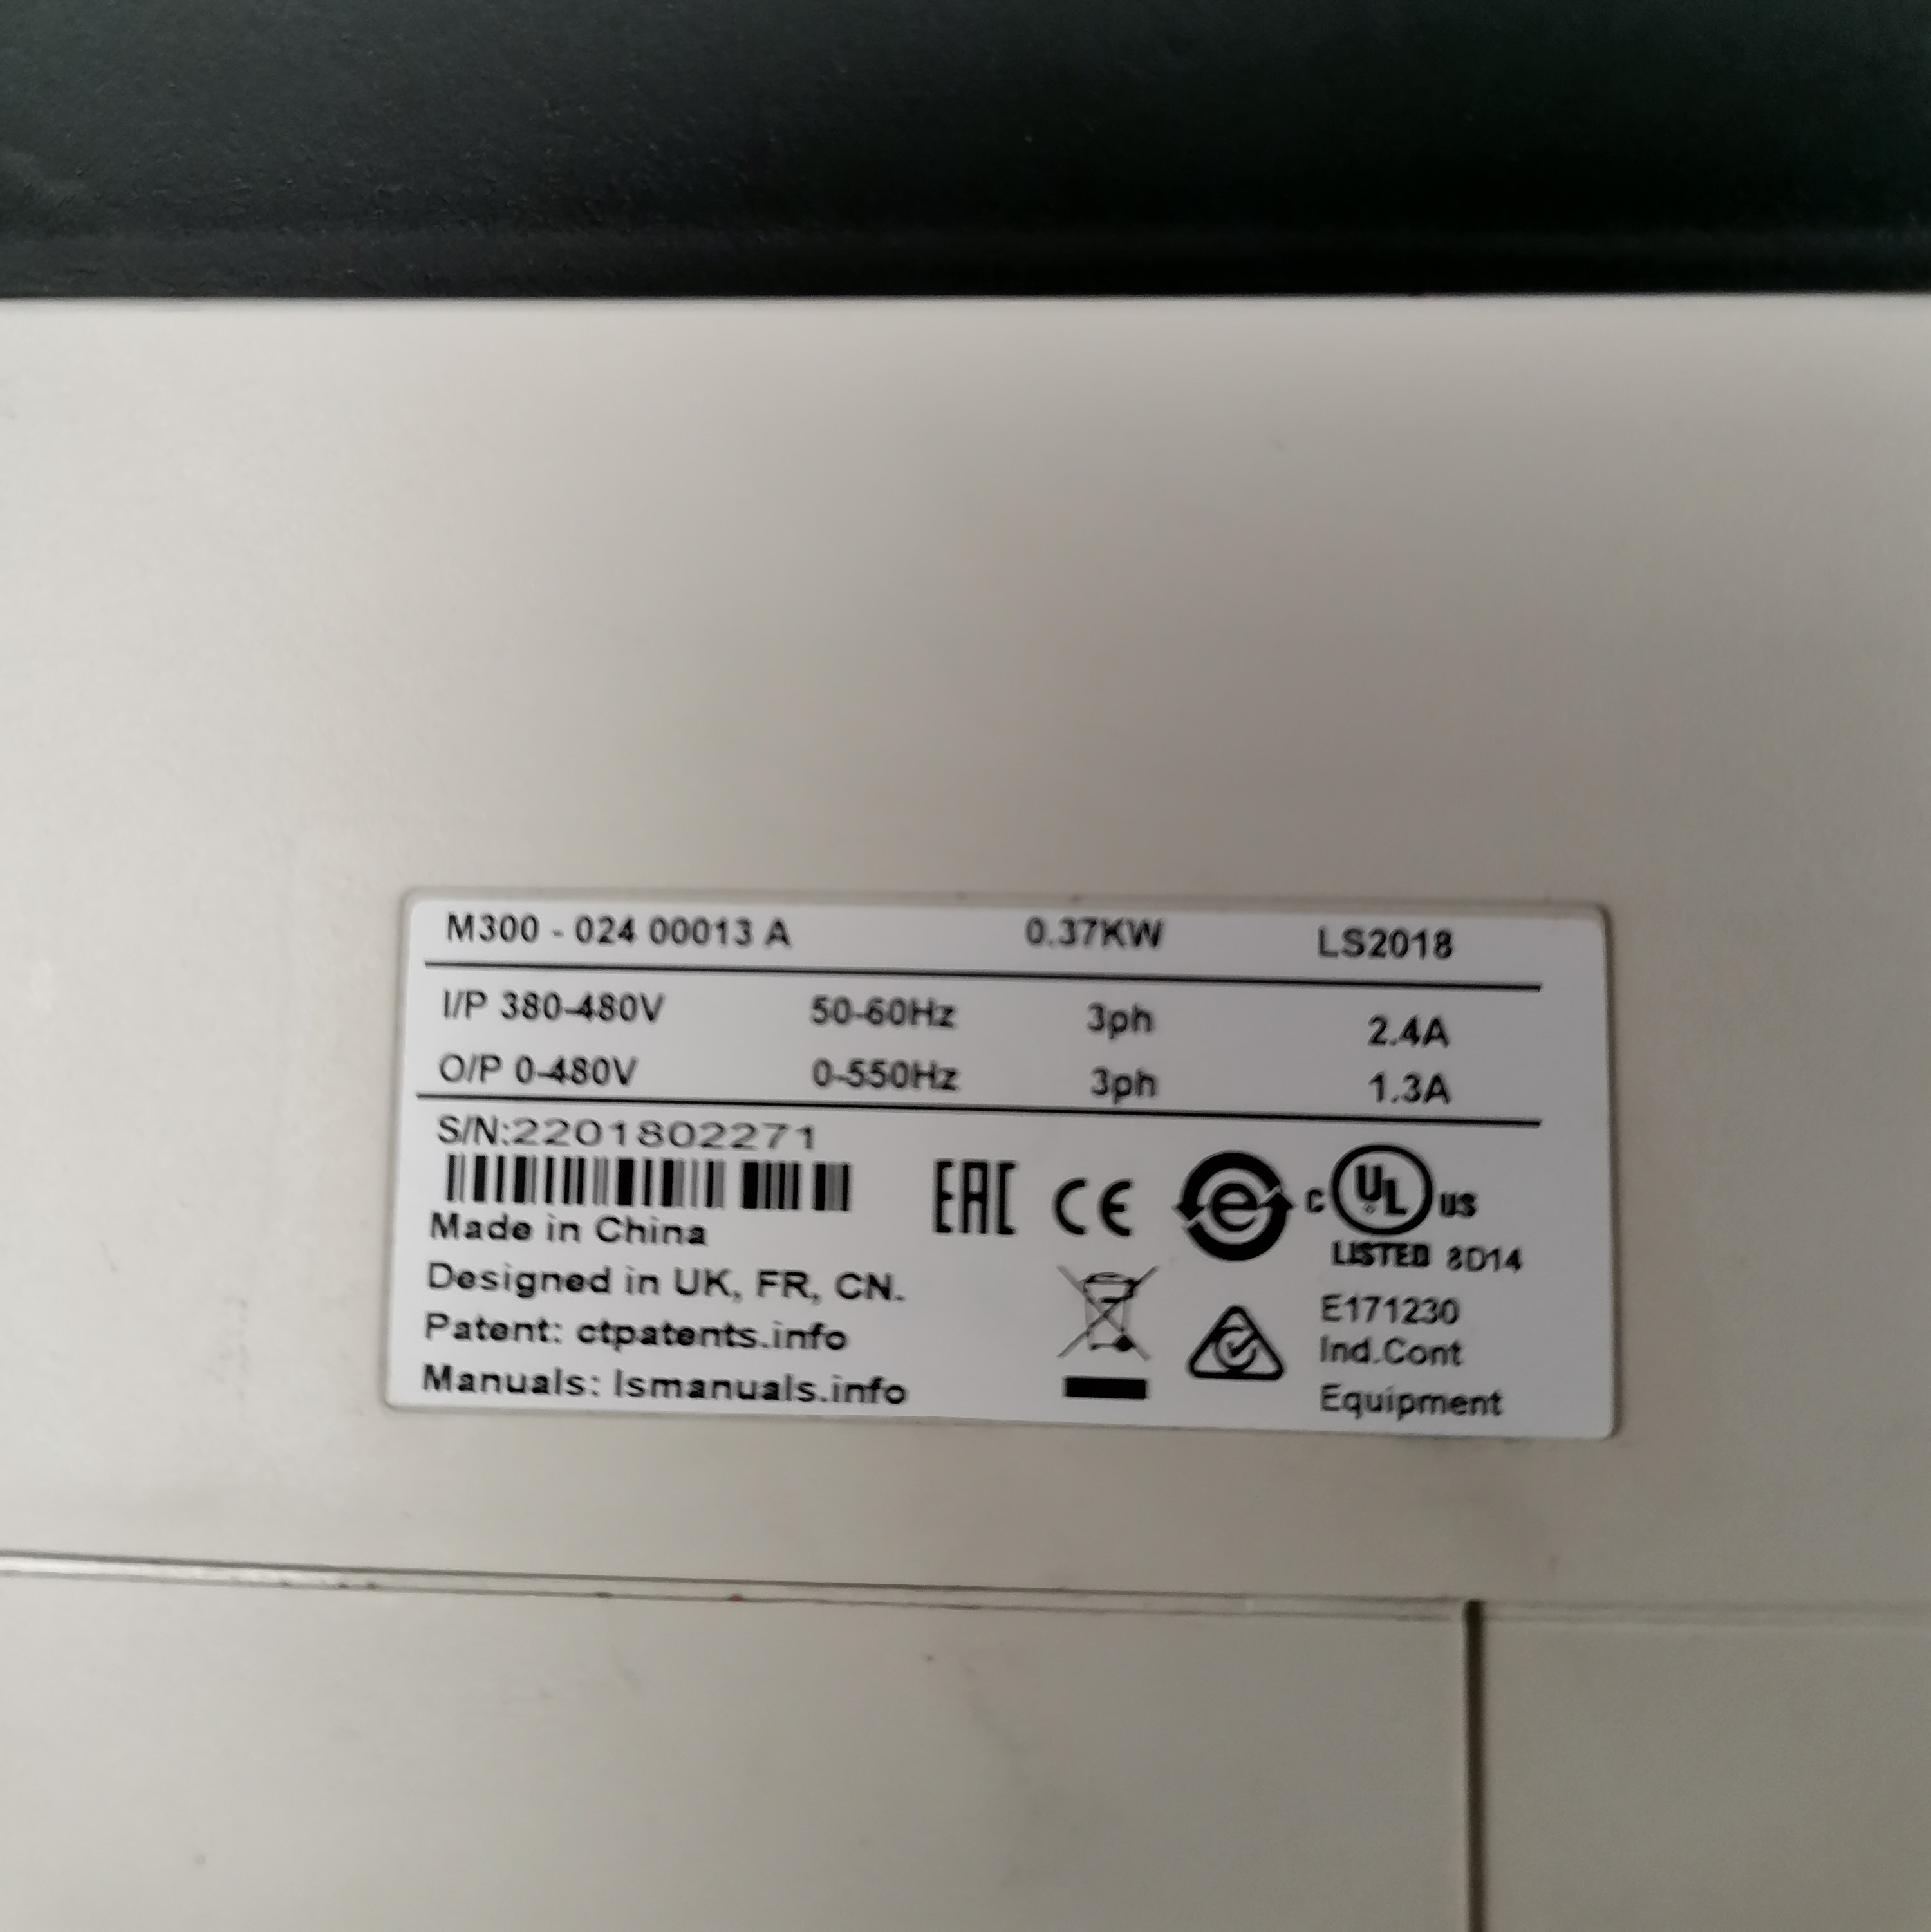 M300 - 024 00013 A 0.37KW LS2018
I/P 380-480V 50-60Hz 3ph 2.4A
O/P 0-480V 0-550Hz 3ph 1.3A
S/N:2201802271
Made in China
Designed in UK, FR, CN.
Patent: ctpatents.info
Manuals: lsmanuals.info
EAC CE e C UL US
LISTED 8D14
E171230
Ind.Cont
Equipment